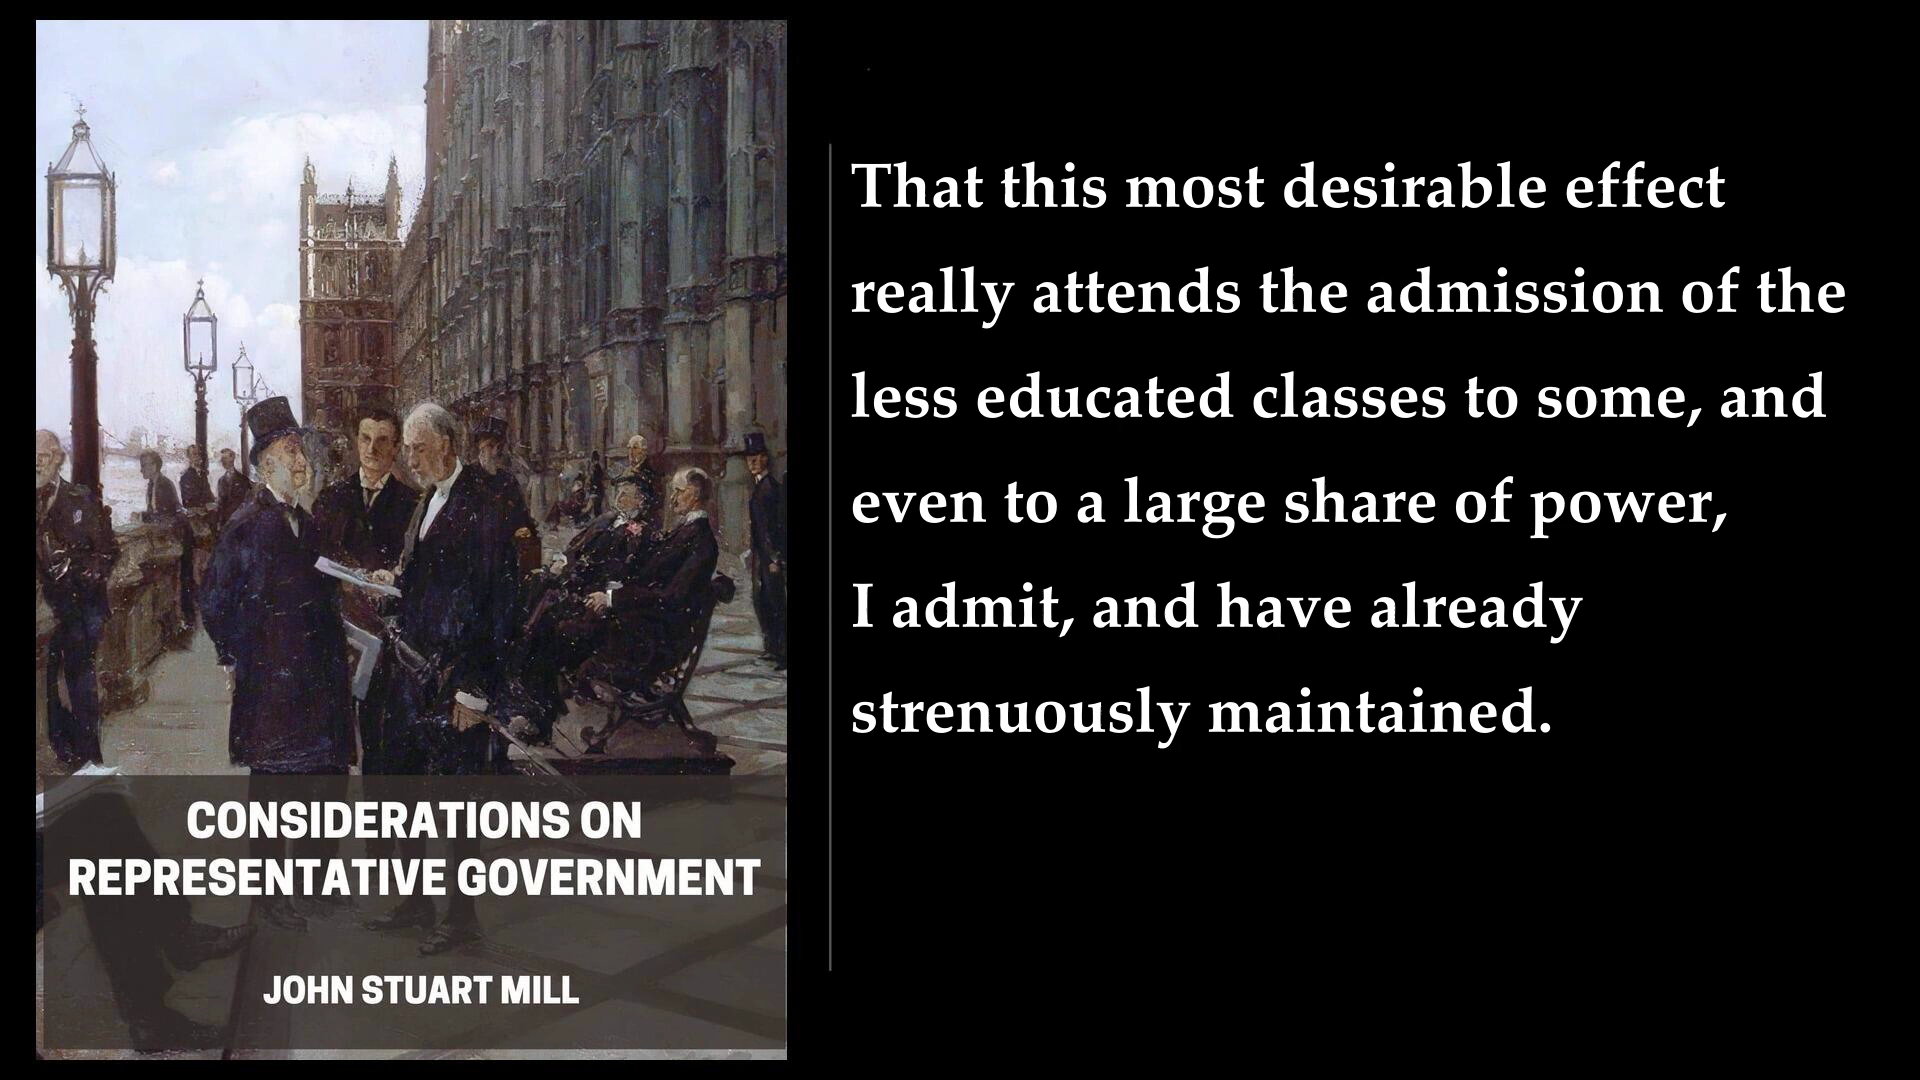 CONSIDERATIONS ON
REPRESENTATIVE GOVERNMENT
JOHN STUART MILL
That this most desirable effect
really attends the admission of the
less educated classes to some, and
even to a large share of power,
I admit, and have already
strenuously maintained.